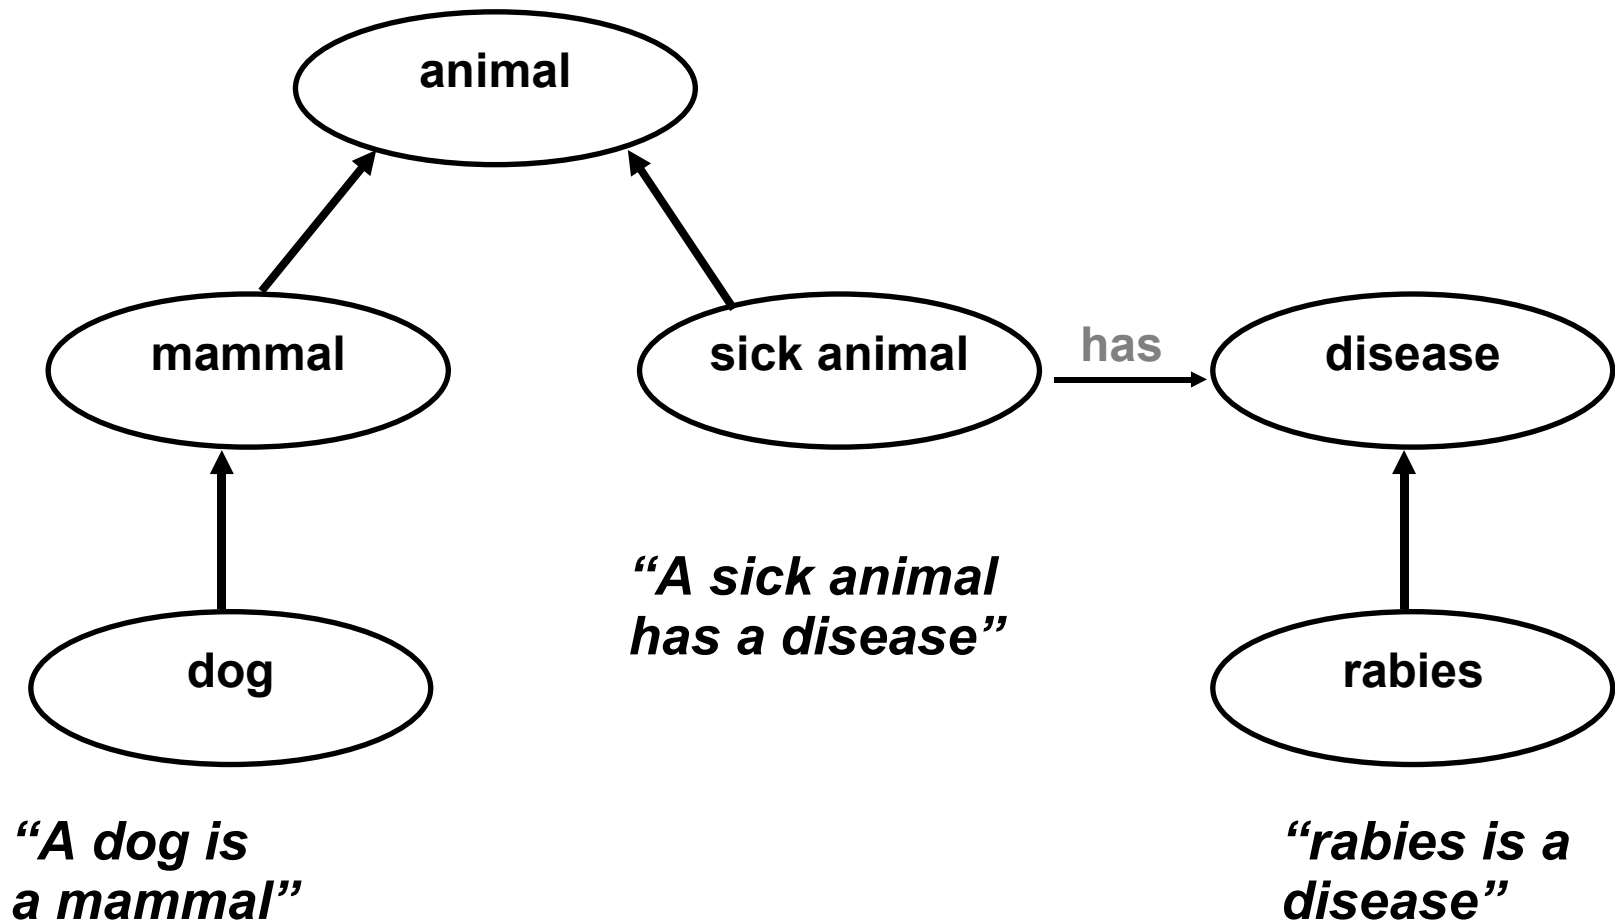 animal
mammal
sick animal
has
disease
“A sick animal
has a disease”
dog
rabies
“A dog is
a mammal”
“rabies is a
disease”